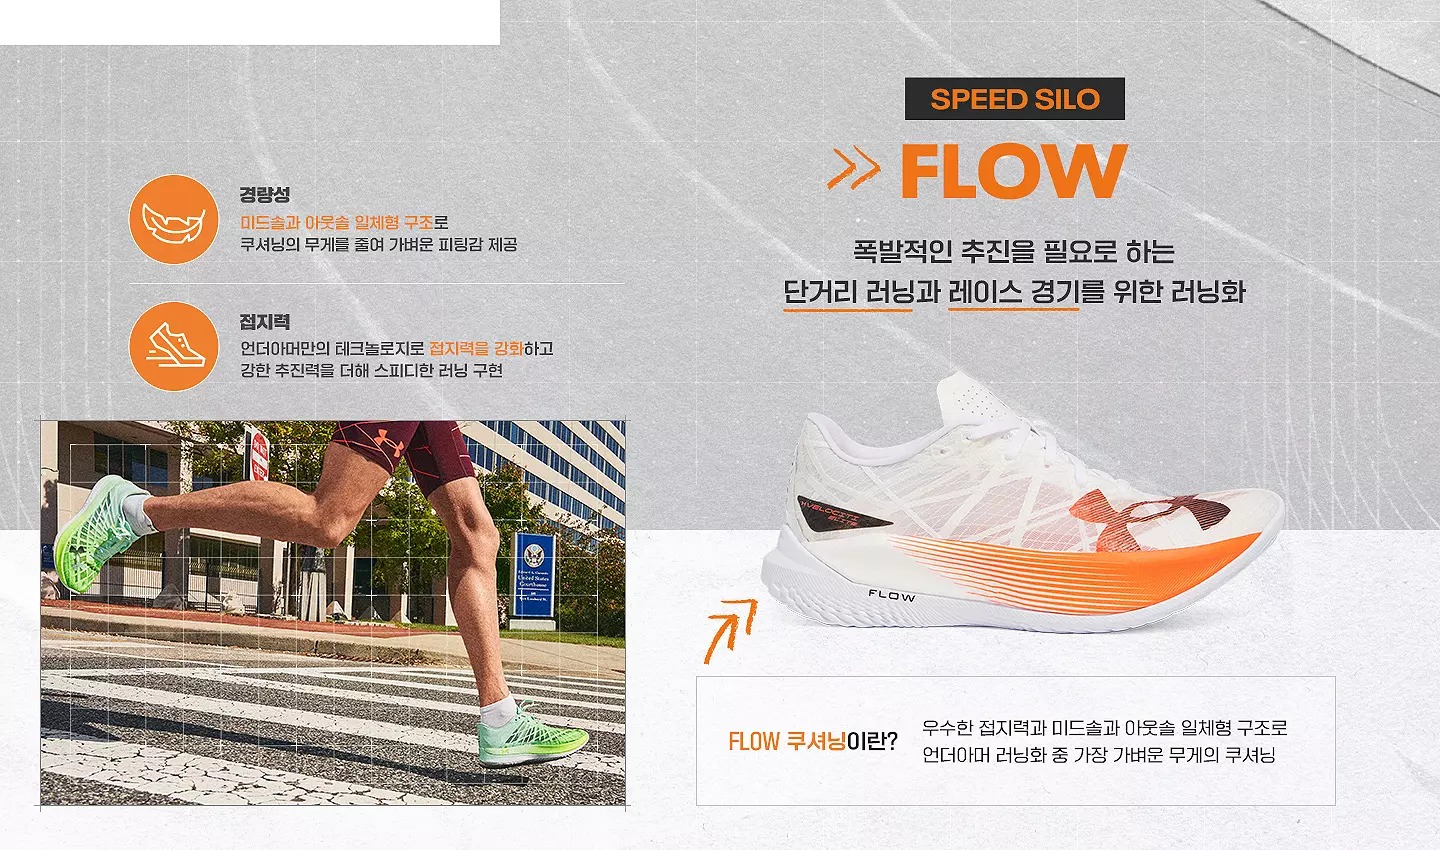 SPEED SILO
FLOW
폭발적인 추진을 필요로 하는
단거리 러닝과 레이스 경기를 위한 러닝화
경량성
미드솔과 아웃솔 일체형 구조로
쿠셔닝의 무게를 줄여 가벼운 피팅감 제공
접지력
언더아머만의 테크놀로지로 접지력을 강화하고
강한 추진력을 더해 스피디한 러닝 구현
United States
Courthouse
VELOCITI
ELITE
FLOW
FLOW 쿠셔닝이란?
우수한 접지력과 미드솔과 아웃솔 일체형 구조로
언더아머 러닝화 중 가장 가벼운 무게의 쿠셔닝